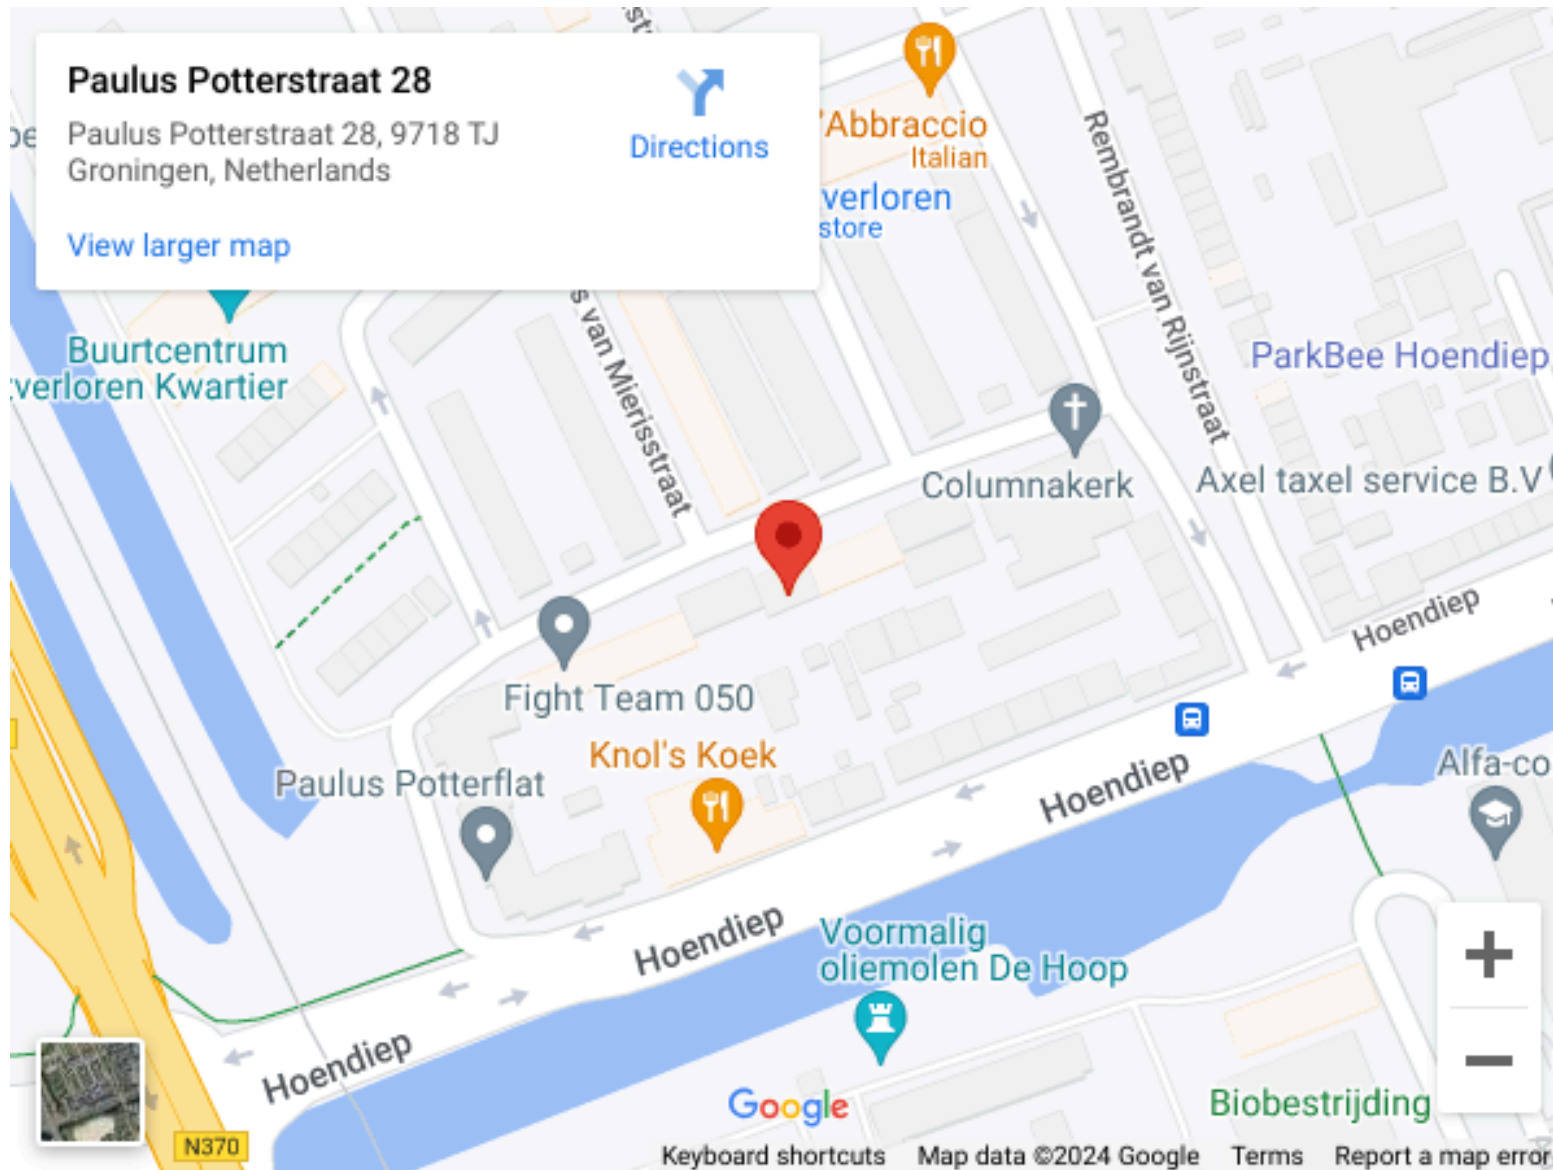 Paulus Potterstraat 28
Paulus Potterstraat 28, 9718 TJ
Groningen, Netherlands
Directions
View larger map
'Abbraccio
Italian
verloren
store
Rembrandt van Rijnstraat
s van Mierisstraat
Buurtcentrum
verloren Kwartier
ParkBee Hoendiep
Columnakerk
Axel taxel service B.V
Hoendiep
Fight Team 050
Knol's Koek
Paulus Potterflat
Hoendiep
Alfa-co
Hoendiep
Voormalig
oliemolen De Hoop
Hoendiep
Google
Biobestrijding
N370
Keyboard shortcuts
Map data ©2024 Google
Terms
Report a map error